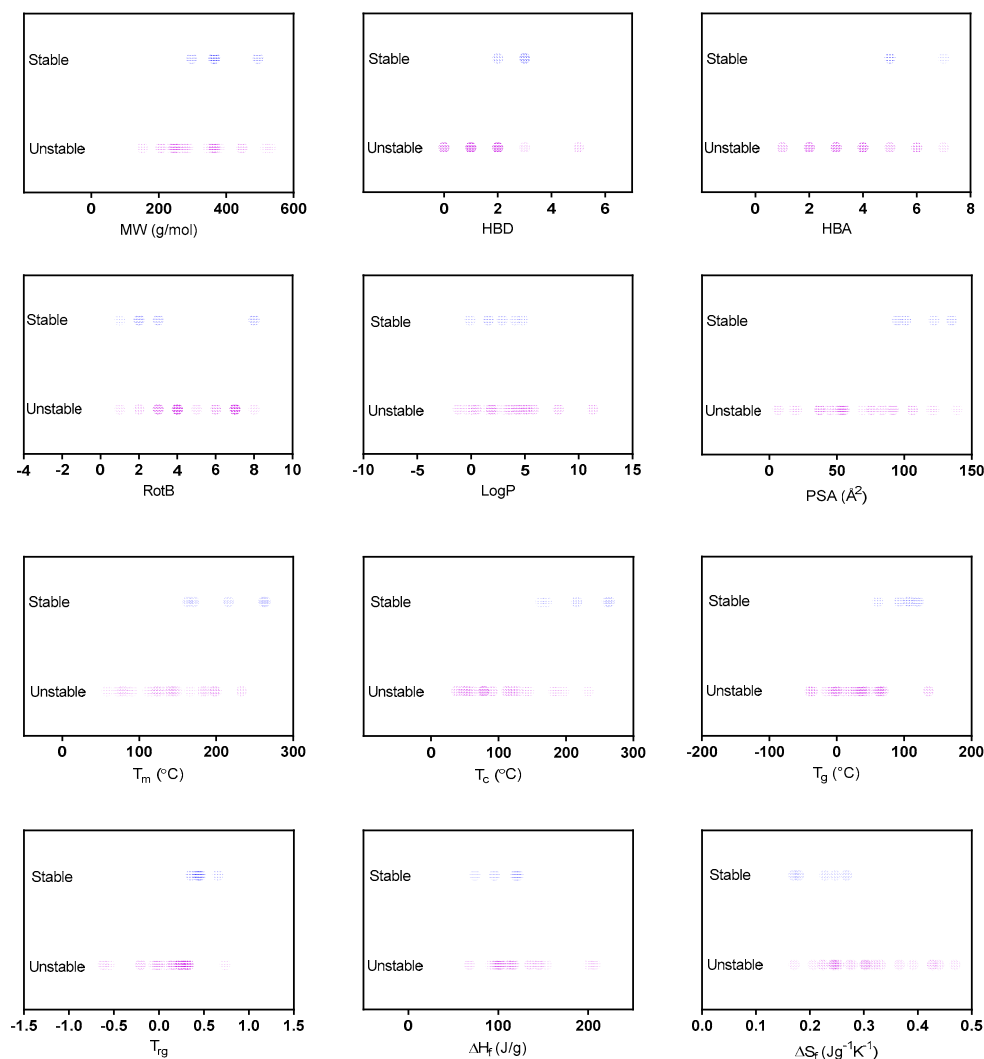 Stable
Unstable
0 200 400 600
MW (g/mol)
Stable
Unstable
0 2 4 6
HBD
Stable
Unstable
0 2 4 6 8
HBA
Stable
Unstable
-4 -2 0 2 4 6 8 10
RotB
Stable
Unstable
-10 -5 0 5 10 15
LogP
Stable
Unstable
0 50 100 150
PSA (Å²)
Stable
Unstable
0 100 200 300
Tm (°C)
Stable
Unstable
0 100 200 300
Tc (°C)
Stable
Unstable
-200 -100 0 100 200
Tg (°C)
Stable
Unstable
-1.5 -1.0 -0.5 0.0 0.5 1.0 1.5
Trg
Stable
Unstable
0 100 200
ΔHf (J/g)
Stable
Unstable
0.0 0.1 0.2 0.3 0.4 0.5
ΔSf (Jg⁻¹K⁻¹)